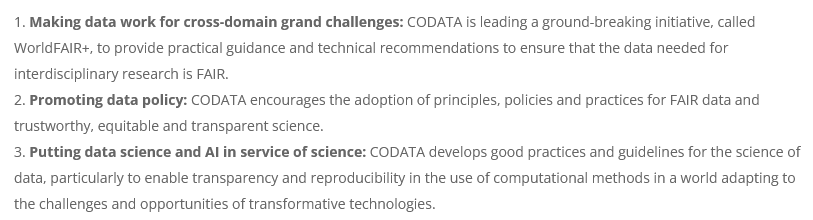 1. Making data work for cross-domain grand challenges: CODATA is leading a ground-breaking initiative, called
WorldFAIR+, to provide practical guidance and technical recommendations to ensure that the data needed for
interdisciplinary research is FAIR.
2. Promoting data policy: CODATA encourages the adoption of principles, policies and practices for FAIR data and
trustworthy, equitable and transparent science.
3. Putting data science and AI in service of science: CODATA develops good practices and guidelines for the science of
data, particularly to enable transparency and reproducibility in the use of computational methods in a world adapting to
the challenges and opportunities of transformative technologies.